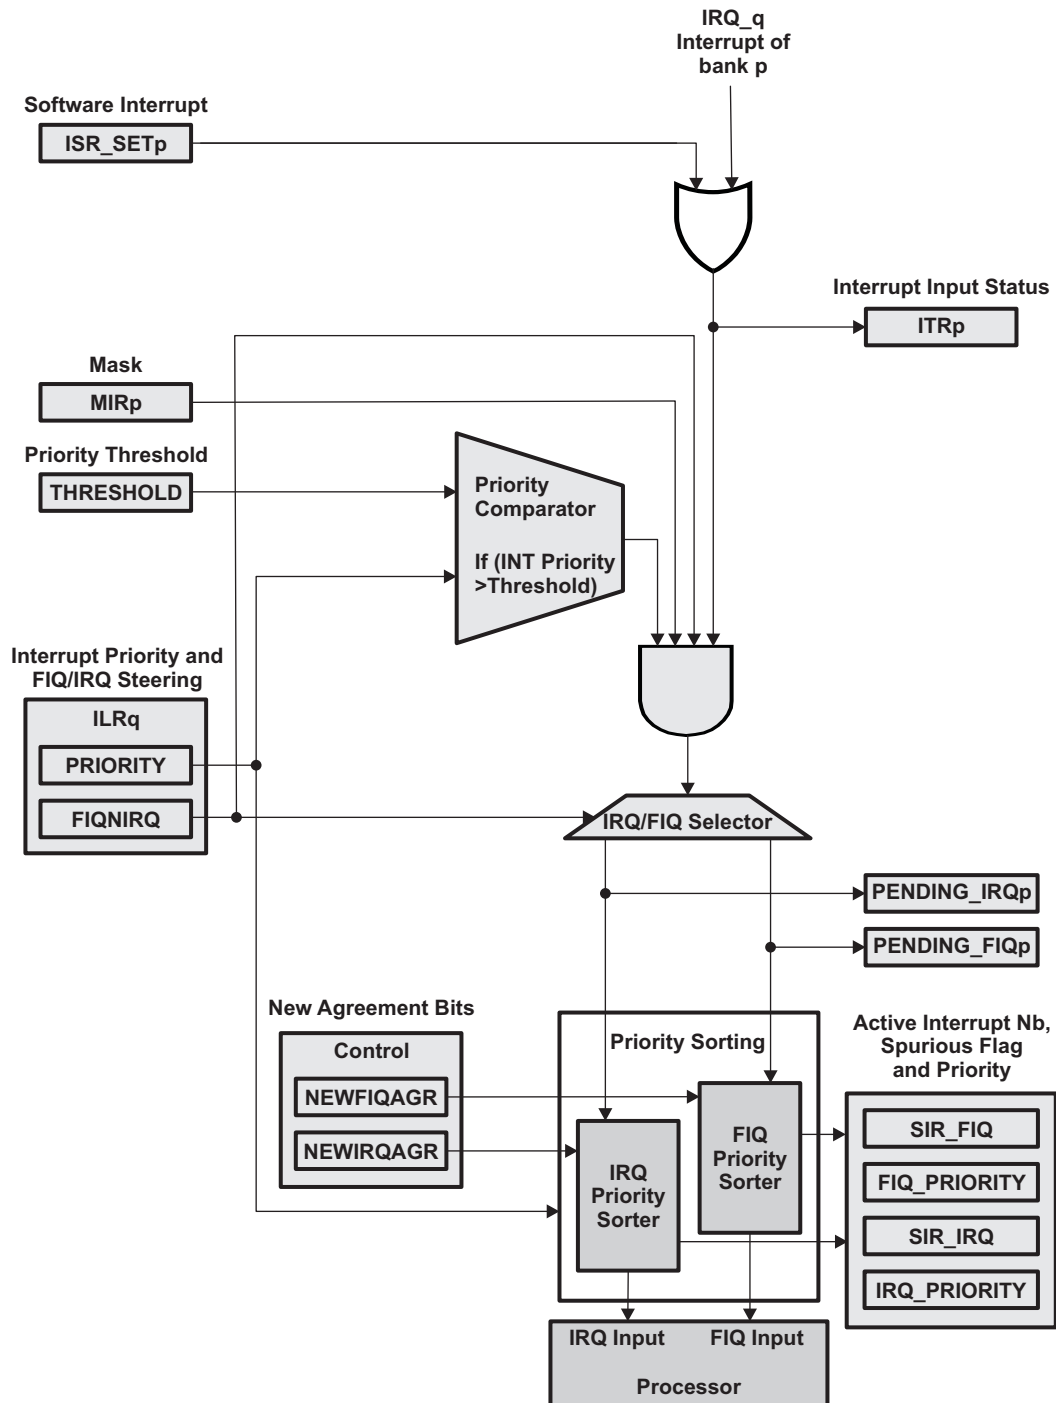 IRQ_q
Interrupt of
bank p
Software Interrupt
ISR_SETp
Interrupt Input Status
ITRp
Mask
MIRp
Priority Threshold
THRESHOLD
Priority
Comparator
If (INT Priority
>Threshold)
Interrupt Priority and
FIQ/IRQ Steering
ILRq
PRIORITY
FIQNIRQ
IRQ/FIQ Selector
PENDING_IRQp
PENDING_FIQp
New Agreement Bits
Control
NEWFIQAGR
NEWIRQAGR
Priority Sorting
IRQ
Priority
Sorter
FIQ
Priority
Sorter
Active Interrupt Nb,
Spurious Flag
and Priority
SIR_FIQ
FIQ_PRIORITY
SIR_IRQ
IRQ_PRIORITY
IRQ Input
FIQ Input
Processor